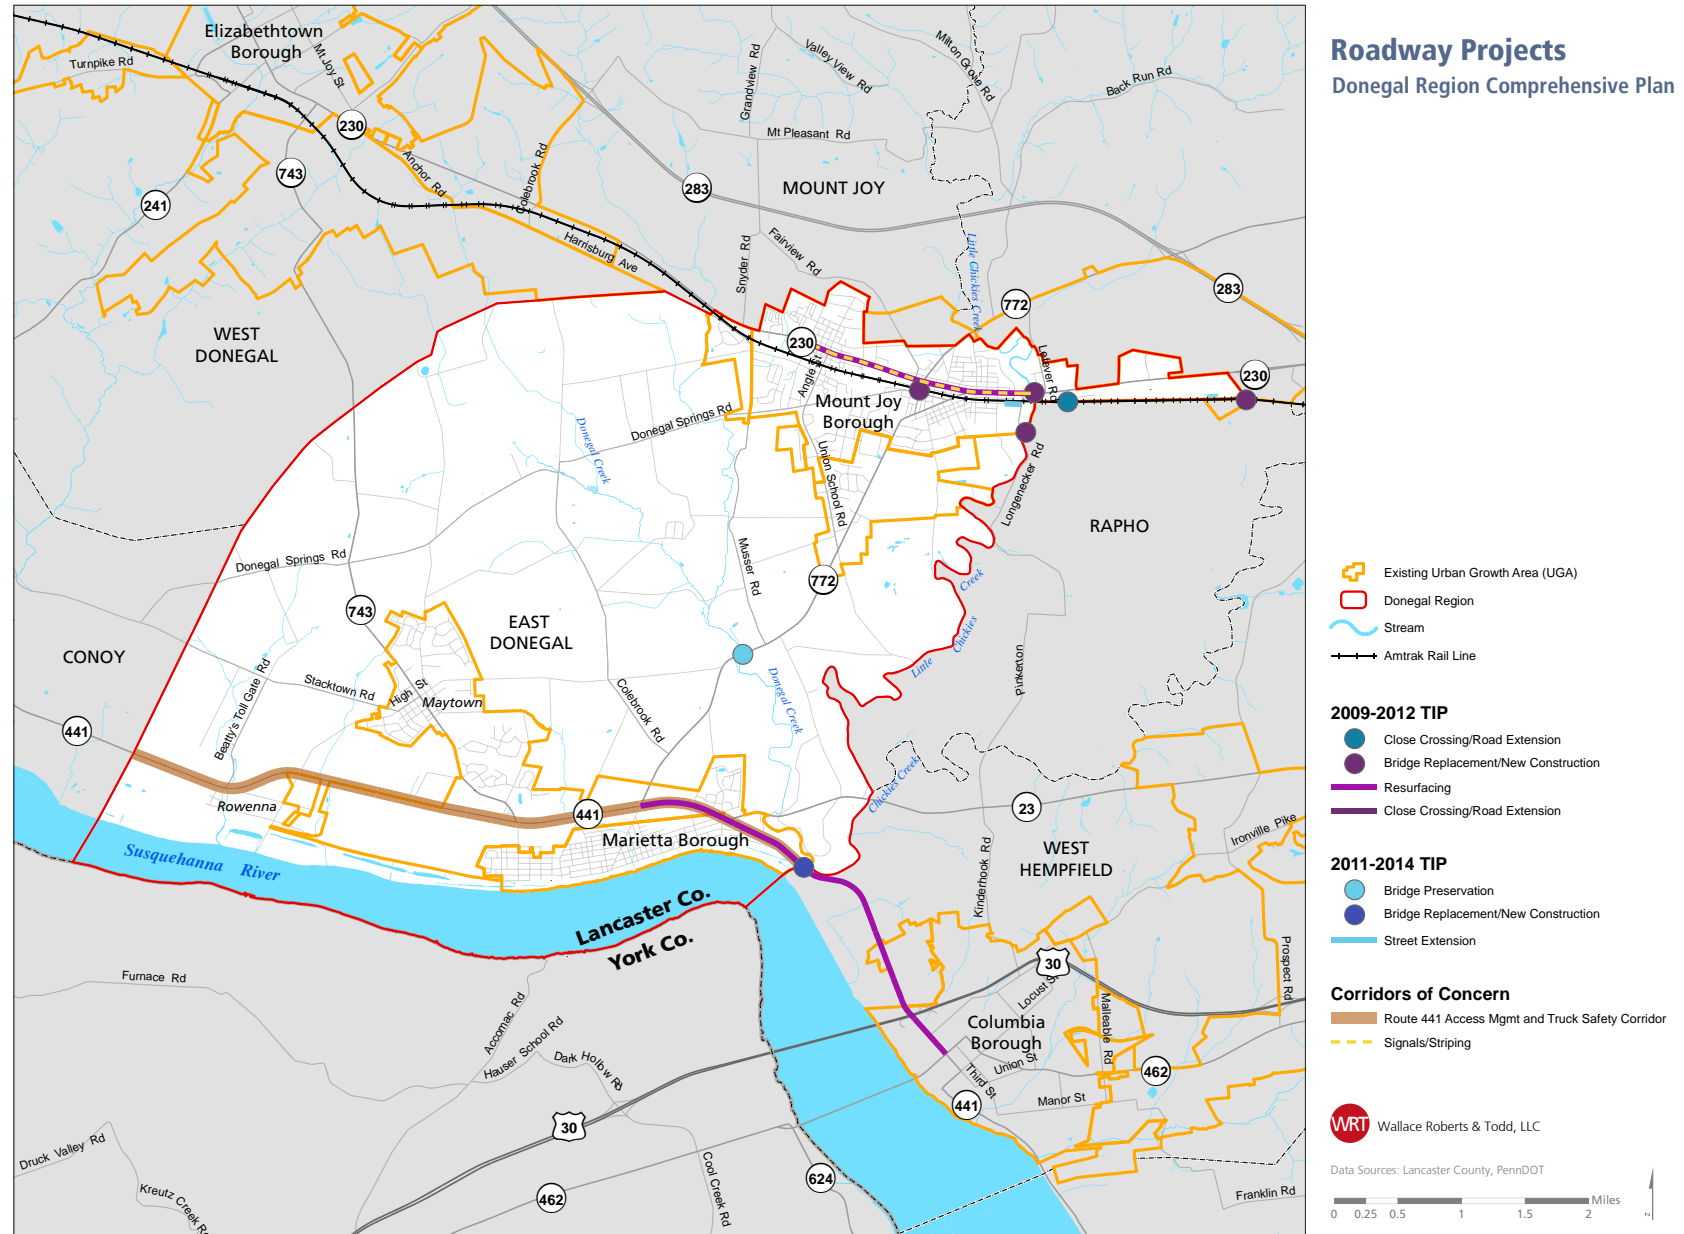 Roadway Projects
Donegal Region Comprehensive Plan
Elizabethtown
Borough
Turnpike Rd
Mt Joy St
230
743
241
Anchor Rd
Colebrook Rd
Harrisburg Ave
Grandview Rd
Valley View Rd
Milton Grove Rd
Back Run Rd
Mt Pleasant Rd
283
MOUNT JOY
Snyder Rd
Fairview Rd
Little Chickies Creek
772
283
WEST
DONEGAL
230
Angle St
Lefever Rd
230
Mount Joy
Borough
Donegal Springs Rd
Donegal Creek
Union School Rd
Longenecker Rd
RAPHO
Donegal Springs Rd
Musser Rd
772
743
EAST
DONEGAL
Little Chickies Creek
CONOY
Beatty's Toll Gate Rd
Stacktown Rd
High St
Maytown
Colebrook Rd
Donegal Creek
Pinkerton
441
Rowenna
441
Marietta Borough
Chickies Creek
23
Ironville Pike
WEST
HEMPFIELD
Kinderhook Rd
Susquehanna River
Lancaster Co.
York Co.
Furnace Rd
Accomac Rd
Hauser School Rd
Dark Hollow Rd
30
Locust St
Malleable Rd
Prospect Rd
Columbia
Borough
Union St
Third St
462
441
Manor St
30
Druck Valley Rd
Kreutz Creek Rd
462
Cool Creek Rd
624
Franklin Rd
Existing Urban Growth Area (UGA)
Donegal Region
Stream
Amtrak Rail Line
2009-2012 TIP
Close Crossing/Road Extension
Bridge Replacement/New Construction
Resurfacing
Close Crossing/Road Extension
2011-2014 TIP
Bridge Preservation
Bridge Replacement/New Construction
Street Extension
Corridors of Concern
Route 441 Access Mgmt and Truck Safety Corridor
Signals/Striping
WRT
Wallace Roberts & Todd, LLC
Data Sources: Lancaster County, PennDOT
Miles
0 0.25 0.5 1 1.5 2
z